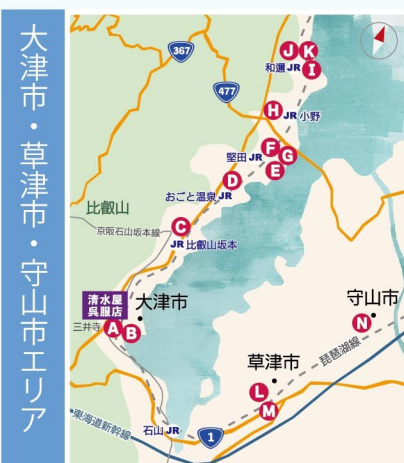 大津市・草津市・守山市エリア
367
477
J K
和邇 JR I
H JR 小野
F
堅田 JR G
E
D
おごと温泉 JR
比叡山
C
京阪石山坂本線
JR 比叡山坂本
清水屋
呉服店
大津市
三井寺 A B
守山市
N
琵琶湖線
草津市
L
M
東海道新幹線
石山 JR
1